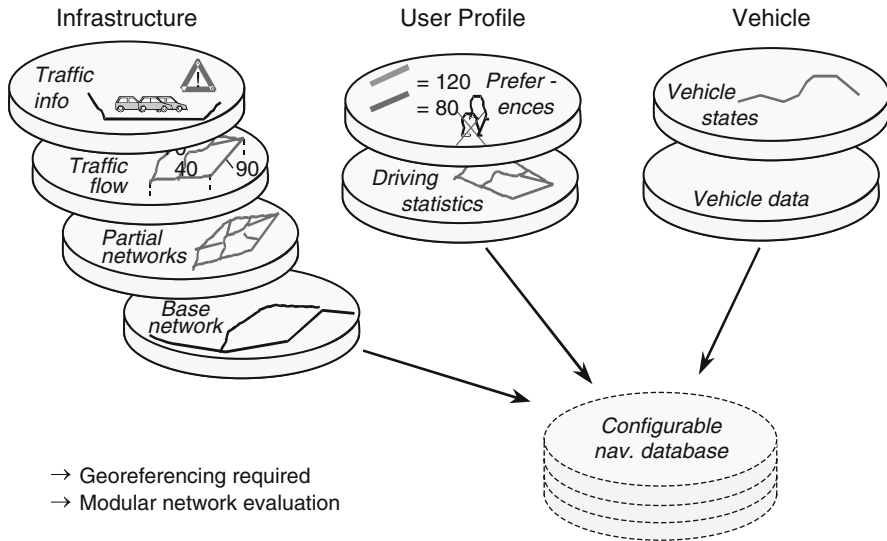 Infrastructure
User Profile
Vehicle
Traffic
info
!
Traffic
flow
40
90
Partial
networks
Base
network
= 120
= 80
Prefer -
ences
Driving
statistics
Vehicle
states
Vehicle data
Configurable
nav. database
→ Georeferencing required
→ Modular network evaluation